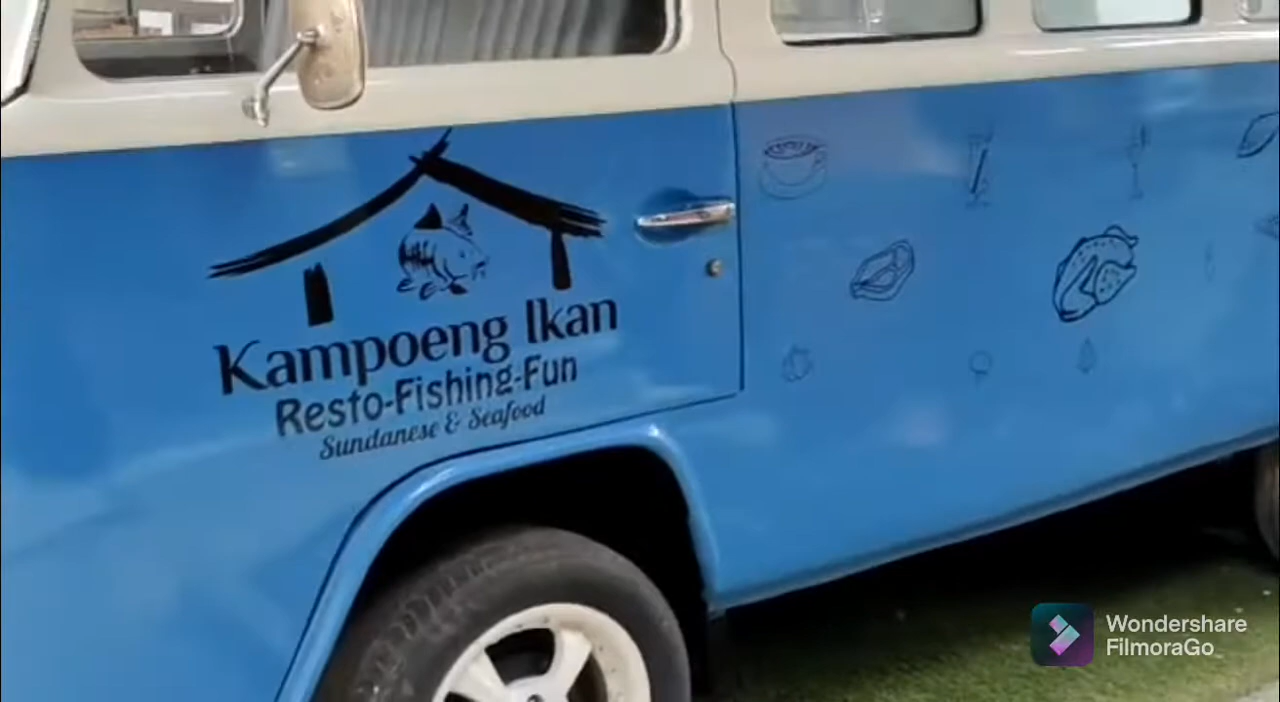 Kampoeng Ikan
Resto-Fishing-Fun
Sundanese & Seafood
Wondershare
FilmoraGo